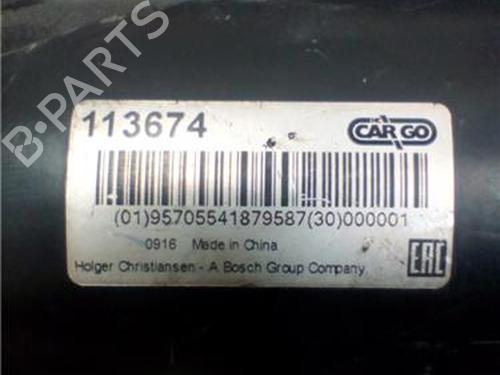 113674
CARGO
(01)95705541879587(30)000001
0916 Made in China
Holger Christiansen - A Bosch Group Company
EAC
B-PARTS